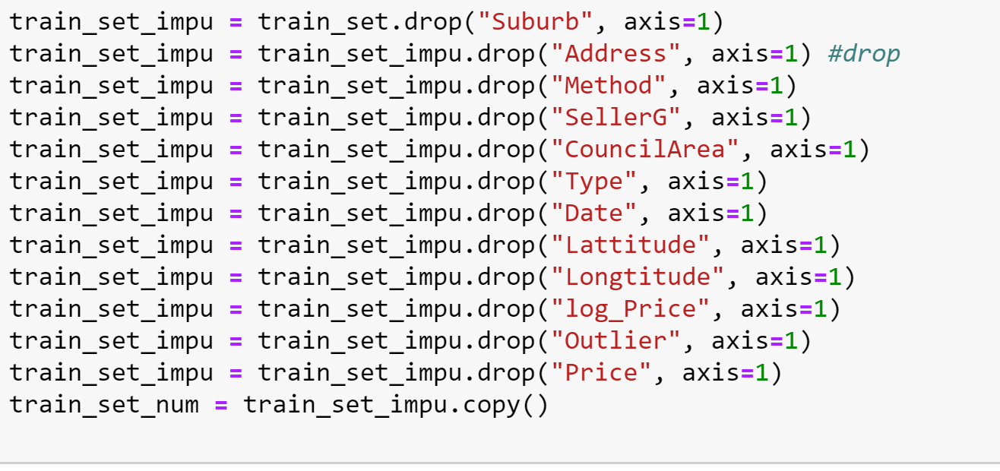 train_set_impu = train_set.drop("Suburb", axis=1)
train_set_impu = train_set_impu.drop("Address", axis=1) #drop
train_set_impu = train_set_impu.drop("Method", axis=1)
train_set_impu = train_set_impu.drop("SellerG", axis=1)
train_set_impu = train_set_impu.drop("CouncilArea", axis=1)
train_set_impu = train_set_impu.drop("Type", axis=1)
train_set_impu = train_set_impu.drop("Date", axis=1)
train_set_impu = train_set_impu.drop("Lattitude", axis=1)
train_set_impu = train_set_impu.drop("Longtitude", axis=1)
train_set_impu = train_set_impu.drop("log_Price", axis=1)
train_set_impu = train_set_impu.drop("Outlier", axis=1)
train_set_impu = train_set_impu.drop("Price", axis=1)
train_set_num = train_set_impu.copy()